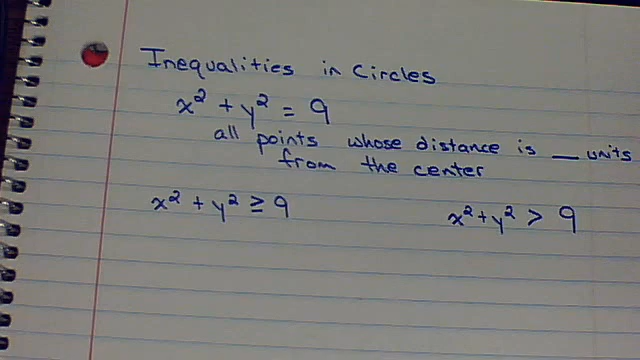 Inequalities in Circles
x² + y² = 9
all points whose distance is __ units
from the center
x² + y² ≥ 9
x² + y² > 9